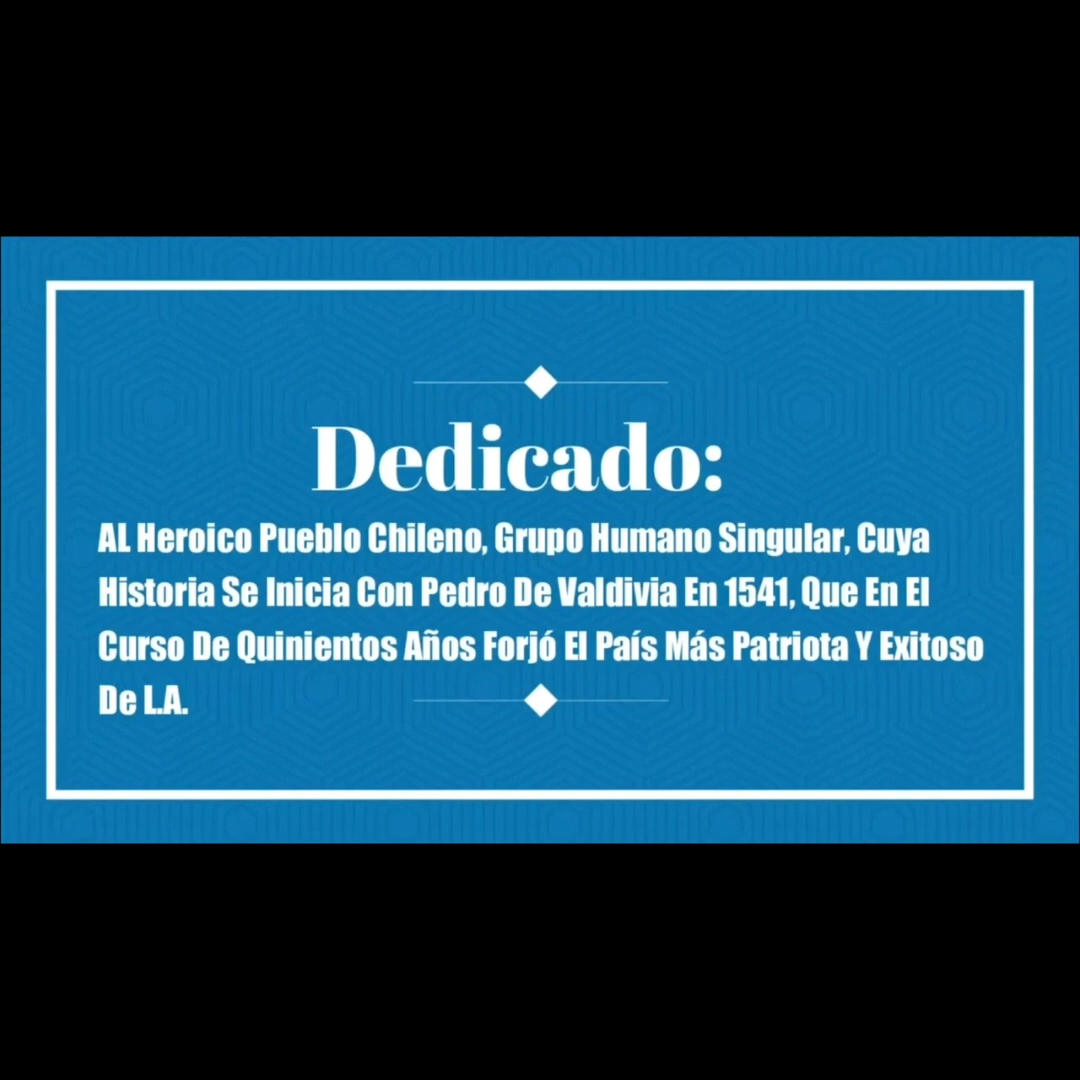 Dedicado:
AL Heroico Pueblo Chileno, Grupo Humano Singular, Cuya
Historia Se Inicia Con Pedro De Valdivia En 1541, Que En El
Curso De Quinientos Años Forjó El País Más Patriota Y Exitoso
De L.A.